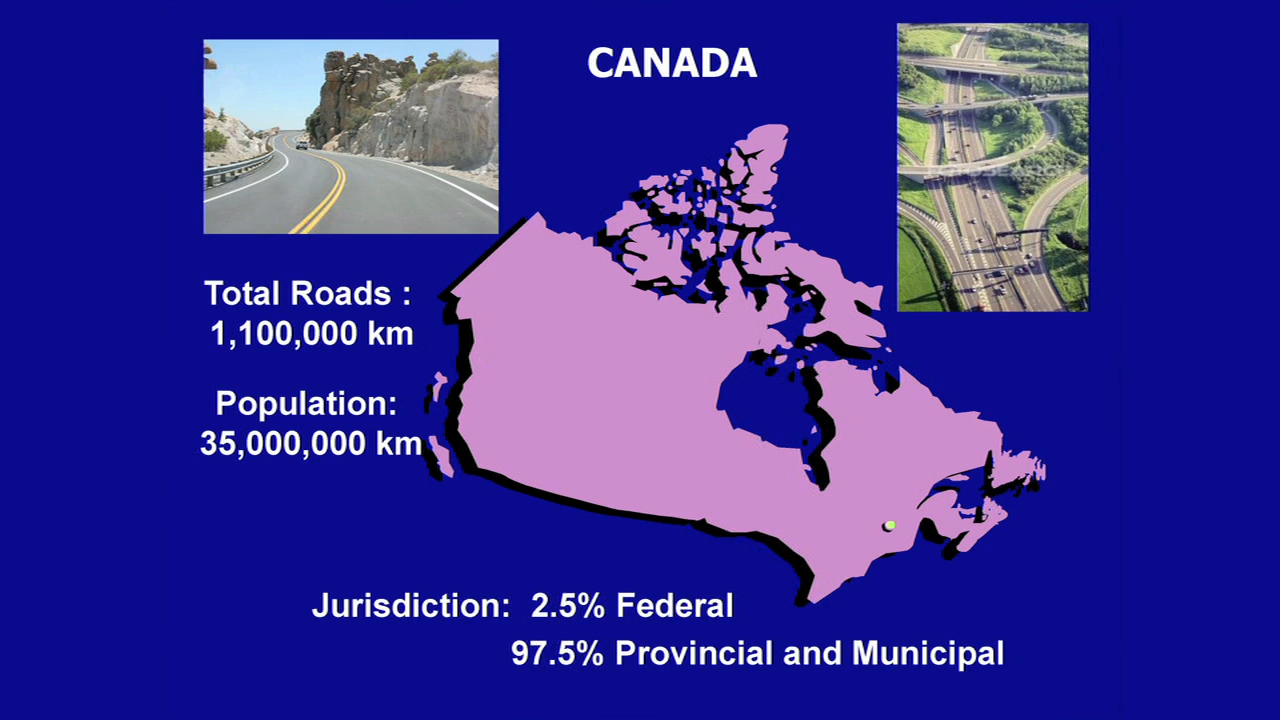 CANADA
Total Roads :
1,100,000 km
Population:
35,000,000 km
Jurisdiction: 2.5% Federal
97.5% Provincial and Municipal